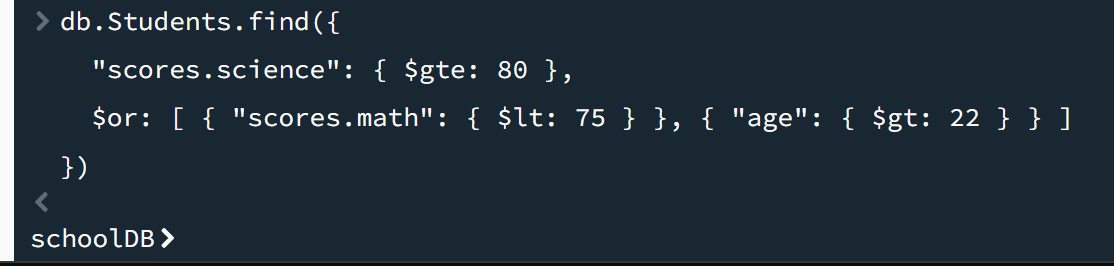 > db.Students.find({
"scores.science": { $gte: 80 },
$or: [ { "scores.math": { $lt: 75 } }, { "age": { $gt: 22 } } ]
})
<
schoolDB>